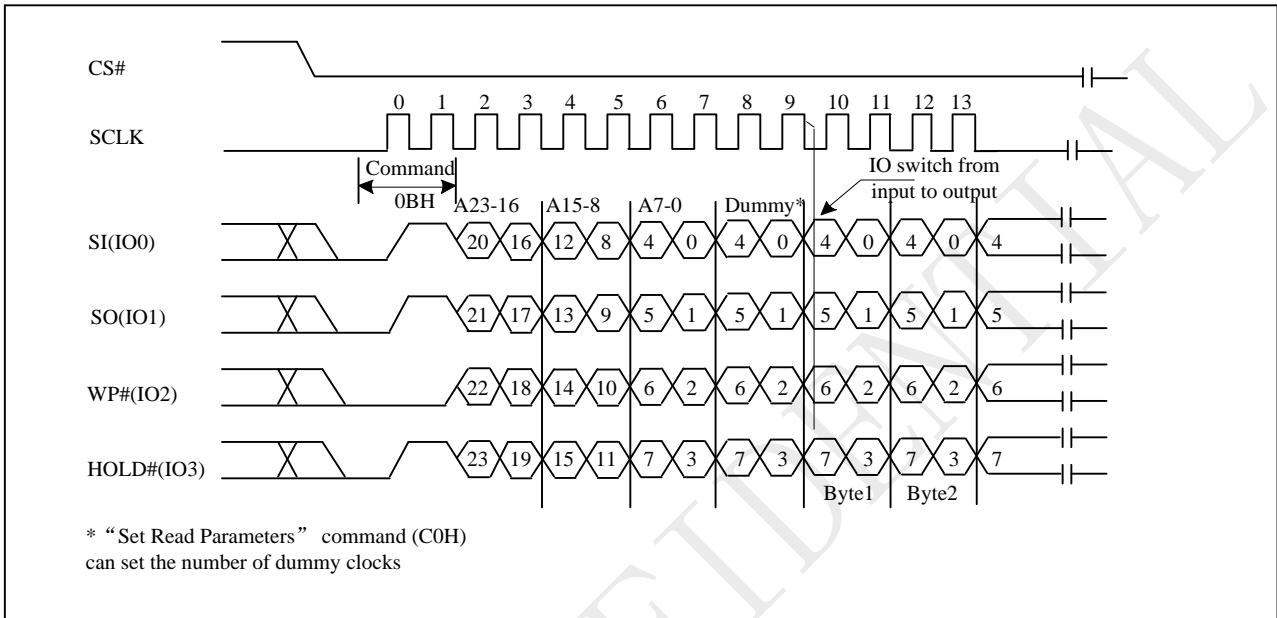 CS#
0 1 2 3 4 5 6 7 8 9 10 11 12 13
SCLK
Command
IO switch from
input to output
0BH
A23-16 A15-8 A7-0 Dummy*
SI(IO0) 20 16 12 8 4 0 4 0 4 0 4 0 4
SO(IO1) 21 17 13 9 5 1 5 1 5 1 5 1 5
WP#(IO2) 22 18 14 10 6 2 6 2 6 2 6 2 6
HOLD#(IO3) 23 19 15 11 7 3 7 3 7 3 7 3 7
Byte1 Byte2
* “Set Read Parameters” command (C0H)
can set the number of dummy clocks
FIDENTIAL